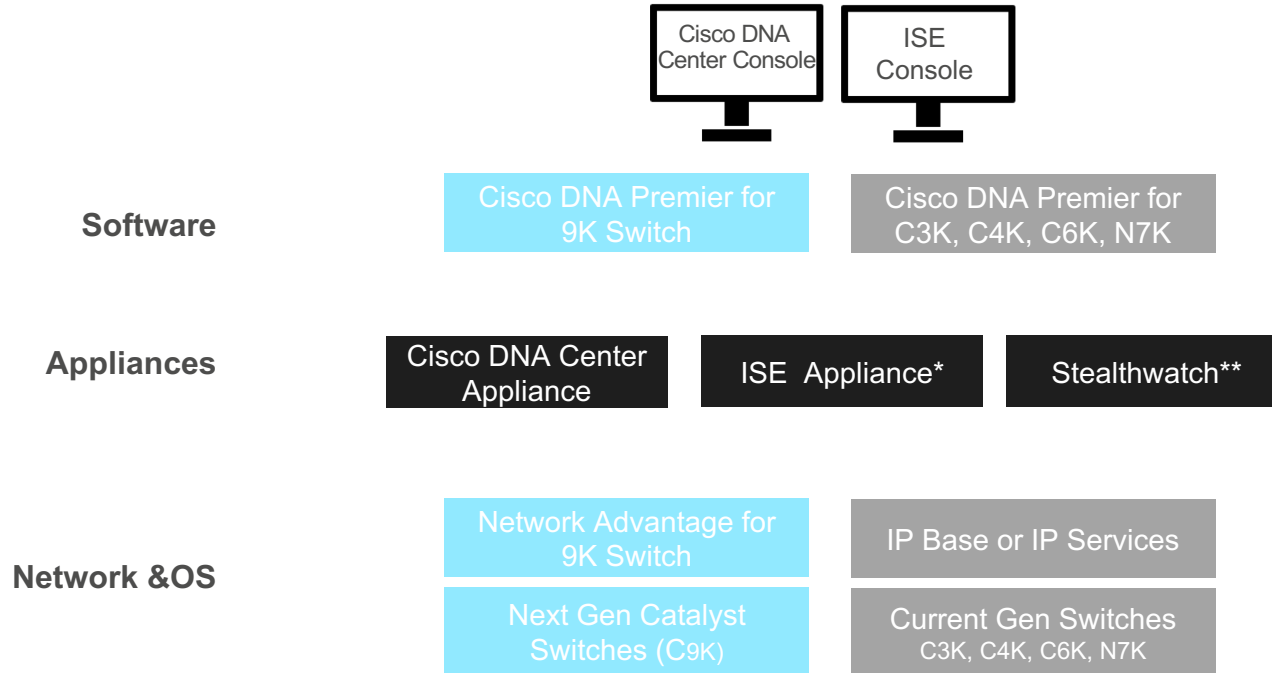 Cisco DNA
Center Console
ISE
Console
Software
Cisco DNA Premier for
9K Switch
Cisco DNA Premier for
C3K, C4K, C6K, N7K
Appliances
Cisco DNA Center
Appliance
ISE Appliance*
Stealthwatch**
Network &OS
Network Advantage for
9K Switch
IP Base or IP Services
Next Gen Catalyst
Switches (C9K)
Current Gen Switches
C3K, C4K, C6K, N7K